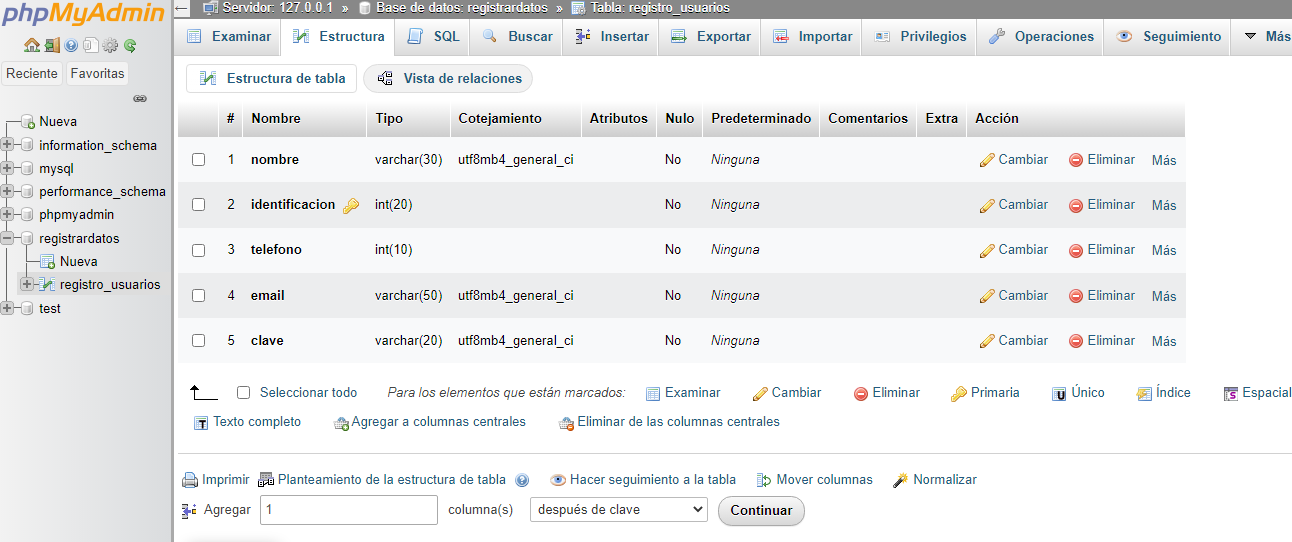 phpMyAdmin
Servidor: 127.0.0.1 » Base de datos: registrardatos » Tabla: registro_usuarios
Examinar Estructura SQL Buscar Insertar Exportar Importar Privilegios Operaciones Seguimiento Más
Reciente Favoritas
Nueva
information_schema
mysql
performance_schema
phpmyadmin
registrardatos
Nueva
registro_usuarios
test
Estructura de tabla Vista de relaciones
# Nombre Tipo Cotejamiento Atributos Nulo Predeterminado Comentarios Extra Acción
1 nombre varchar(30) utf8mb4_general_ci No Ninguna Cambiar Eliminar Más
2 identificacion int(20) No Ninguna Cambiar Eliminar Más
3 telefono int(10) No Ninguna Cambiar Eliminar Más
4 email varchar(50) utf8mb4_general_ci No Ninguna Cambiar Eliminar Más
5 clave varchar(20) utf8mb4_general_ci No Ninguna Cambiar Eliminar Más
Seleccionar todo Para los elementos que están marcados: Examinar Cambiar Eliminar Primaria Único Índice Espacial
Texto completo Agregar a columnas centrales Eliminar de las columnas centrales
Imprimir Planteamiento de la estructura de tabla Hacer seguimiento a la tabla Mover columnas Normalizar
Agregar 1 columna(s) después de clave Continuar